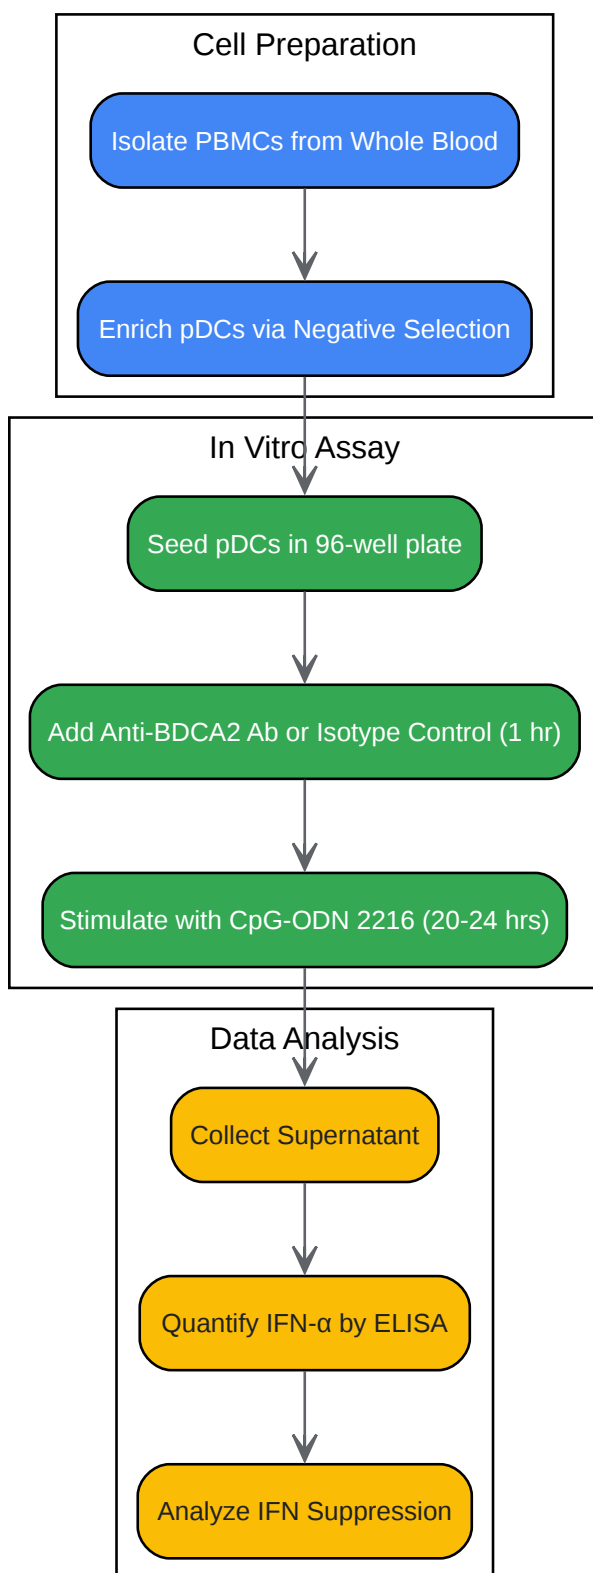 Cell Preparation
Isolate PBMCs from Whole Blood
Enrich pDCs via Negative Selection
In Vitro Assay
Seed pDCs in 96-well plate
Add Anti-BDCA2 Ab or Isotype Control (1 hr)
Stimulate with CpG-ODN 2216 (20-24 hrs)
Data Analysis
Collect Supernatant
Quantify IFN-α by ELISA
Analyze IFN Suppression